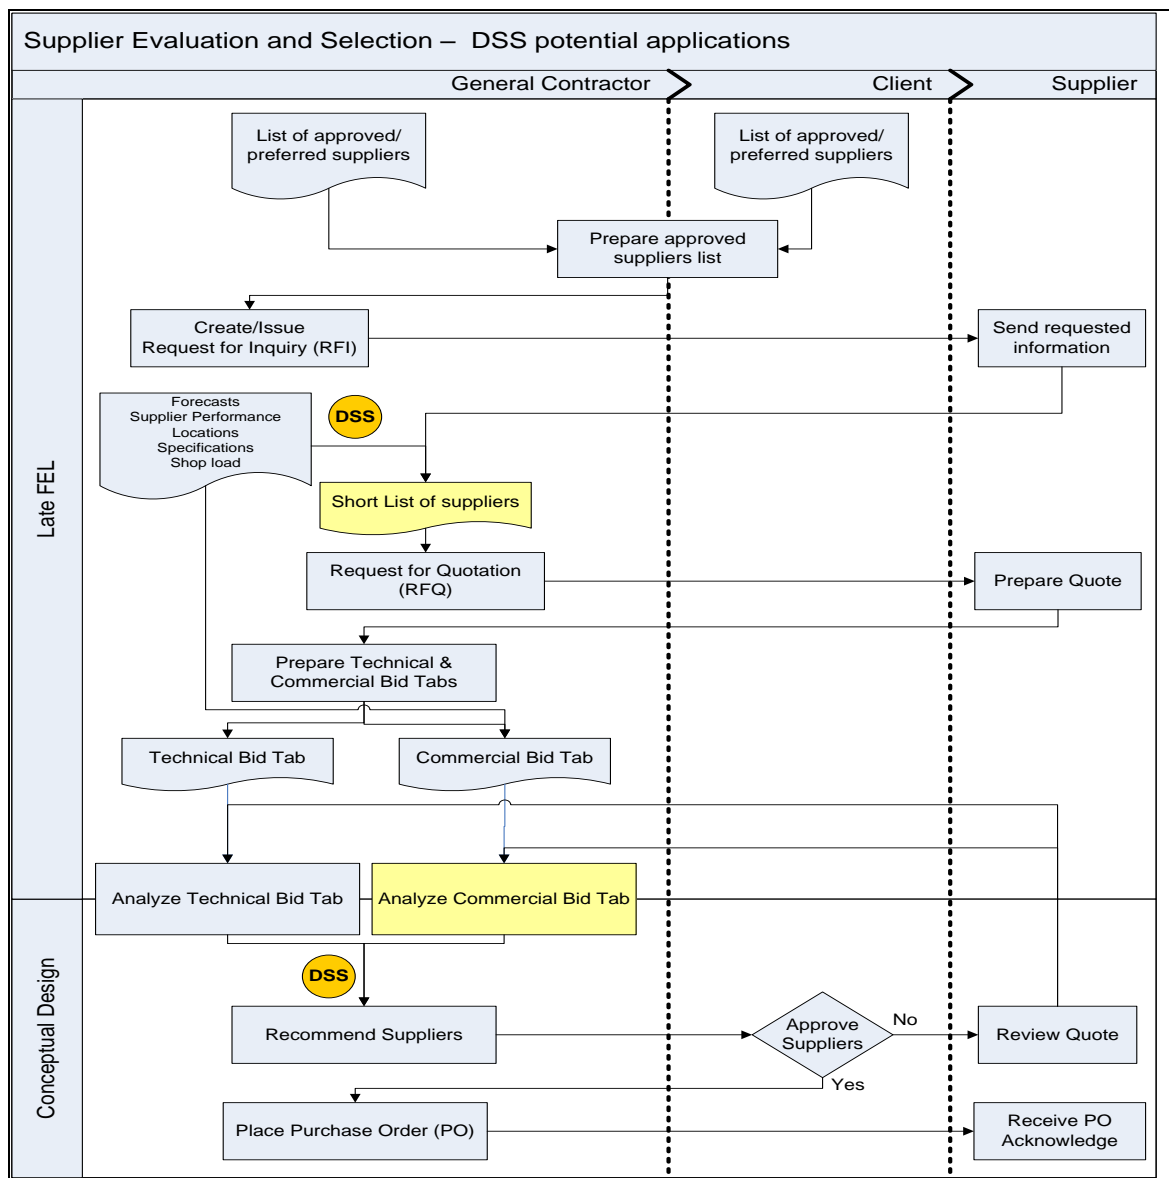 Supplier Evaluation and Selection – DSS potential applications
General Contractor
Client
Supplier
Late FEL
List of approved/
preferred suppliers
List of approved/
preferred suppliers
Prepare approved
suppliers list
Create/Issue
Request for Inquiry (RFI)
Send requested
information
Forecasts
Supplier Performance
Locations
Specifications
Shop load
DSS
Short List of suppliers
Request for Quotation
(RFQ)
Prepare Quote
Prepare Technical &
Commercial Bid Tabs
Technical Bid Tab
Commercial Bid Tab
Analyze Technical Bid Tab
Analyze Commercial Bid Tab
Conceptual Design
DSS
Recommend Suppliers
Approve
Suppliers
No
Review Quote
Yes
Place Purchase Order (PO)
Receive PO
Acknowledge